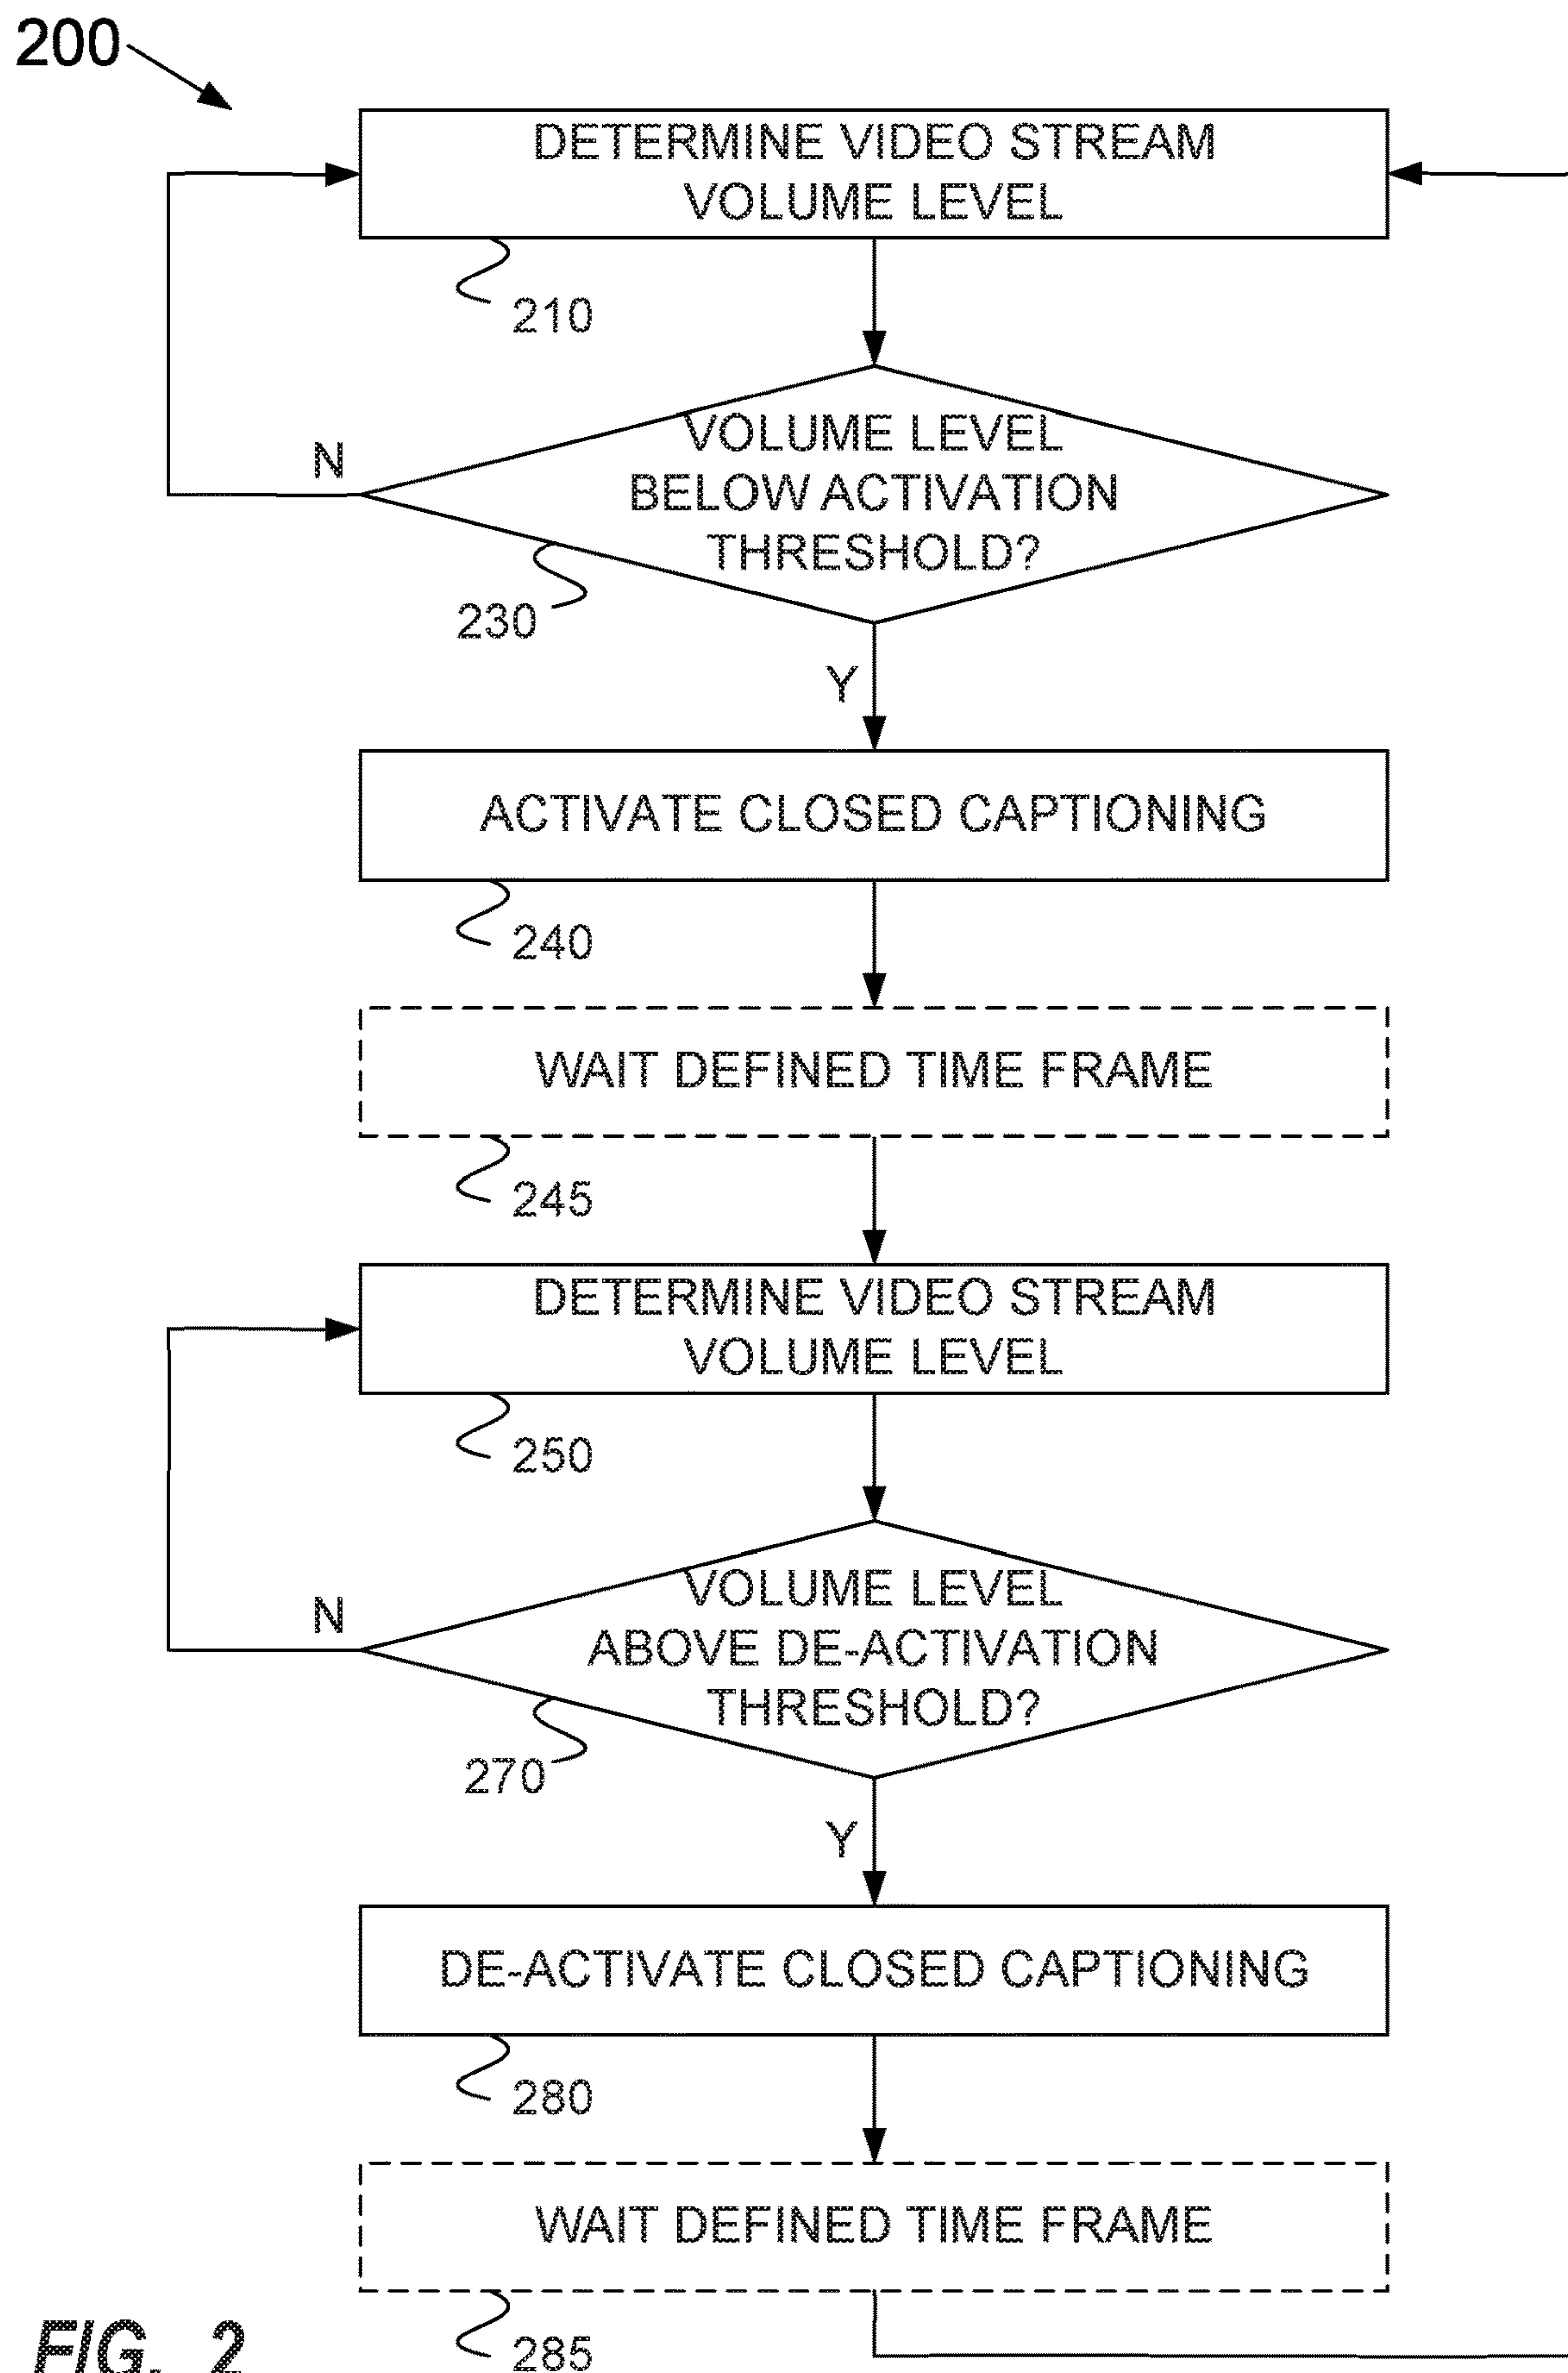 200
DETERMINE VIDEO STREAM
VOLUME LEVEL
210
VOLUME LEVEL
BELOW ACTIVATION
THRESHOLD?
N
230
Y
ACTIVATE CLOSED CAPTIONING
240
WAIT DEFINED TIME FRAME
245
DETERMINE VIDEO STREAM
VOLUME LEVEL
250
VOLUME LEVEL
ABOVE DE-ACTIVATION
THRESHOLD?
N
270
Y
DE-ACTIVATE CLOSED CAPTIONING
280
WAIT DEFINED TIME FRAME
285
FIG. 2